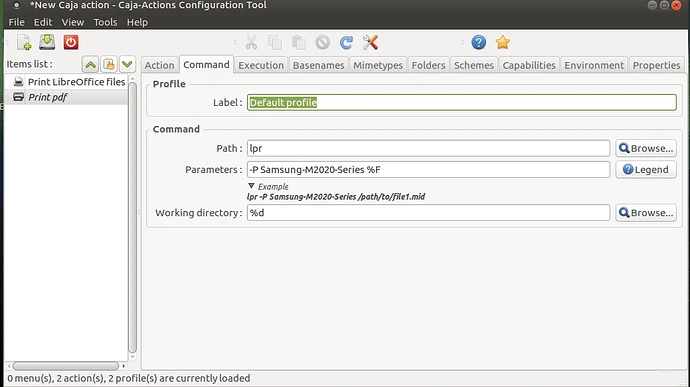 *New Caja action - Caja-Actions Configuration Tool
File Edit View Tools Help
Items list :
Print LibreOffice files
Print pdf
Action Command Execution Basenames Mimetypes Folders Schemes Capabilities Environment Properties
Profile
Label : Default profile
Command
Path : lpr Browse...
Parameters : -P Samsung-M2020-Series %F Legend
Example
lpr -P Samsung-M2020-Series /path/to/file1.mid
Working directory : %d Browse...
0 menu(s), 2 action(s), 2 profile(s) are currently loaded